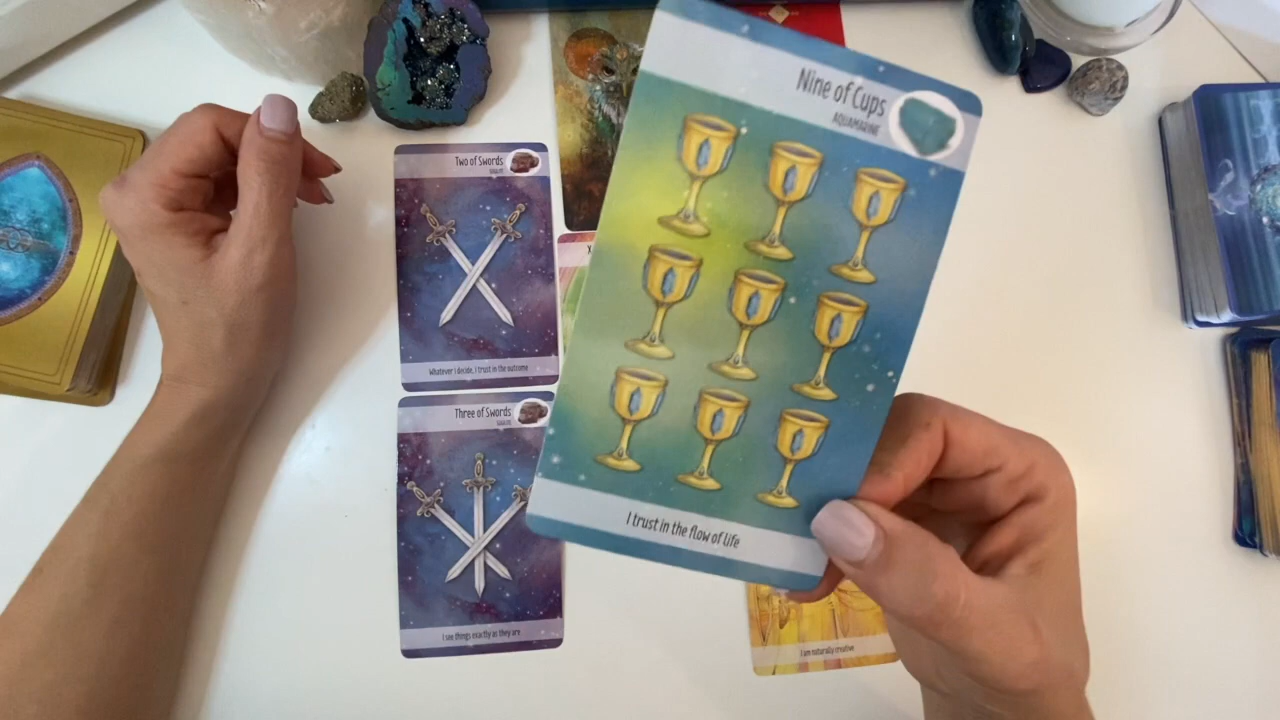 Nine of Cups
AQUAMARINE
I trust in the flow of life
Two of Swords
Whatever I decide, I trust in the outcome
Three of Swords
I see things exactly as they are
X
I am naturally creative